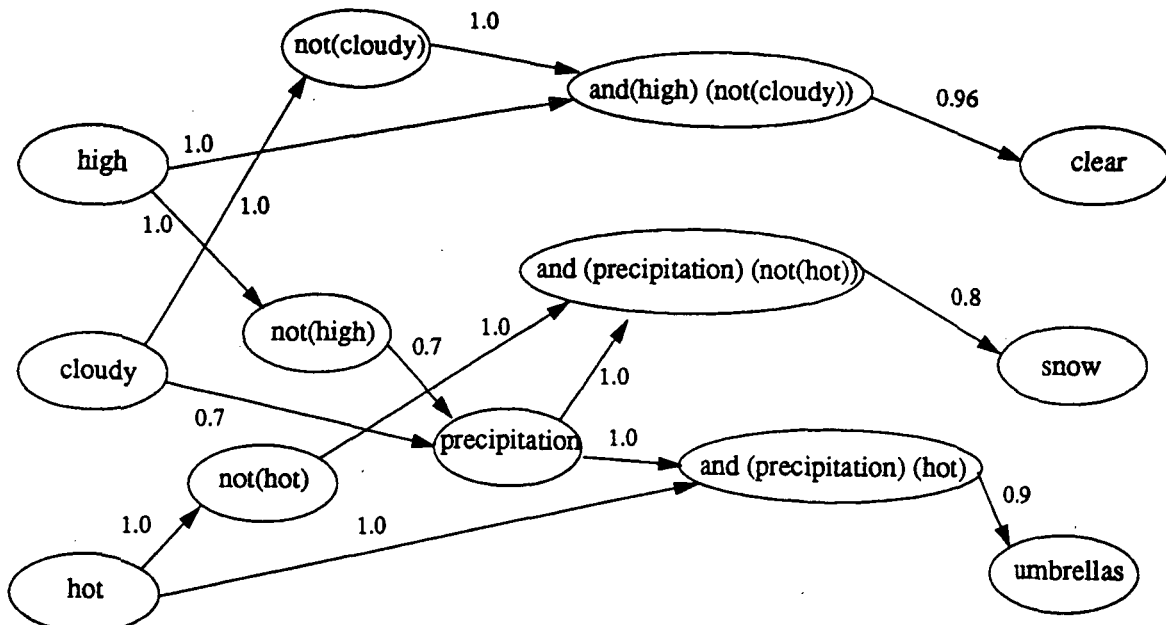 1.0
not(cloudy)
and(high) (not(cloudy))
0.96
high
1.0
clear
1.0
1.0
and (precipitation) (not(hot))
0.8
not(high)
1.0
0.7
cloudy
snow
1.0
0.7
precipitation
1.0
and (precipitation) (hot)
not(hot)
0.9
1.0
1.0
umbrellas
hot